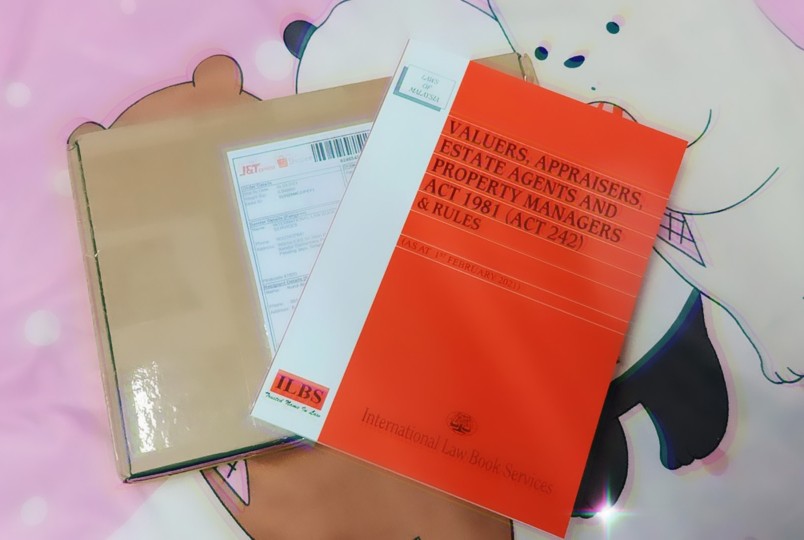 LAWS
OF
MALAYSIA
VALUERS, APPRAISERS,
ESTATE AGENTS AND
PROPERTY MANAGERS
ACT 1981 (ACT 242)
& RULES
(AS AT 1ST FEBRUARY 2021)
ILBS
Trusted Name In Law
International Law Book Services
J&T